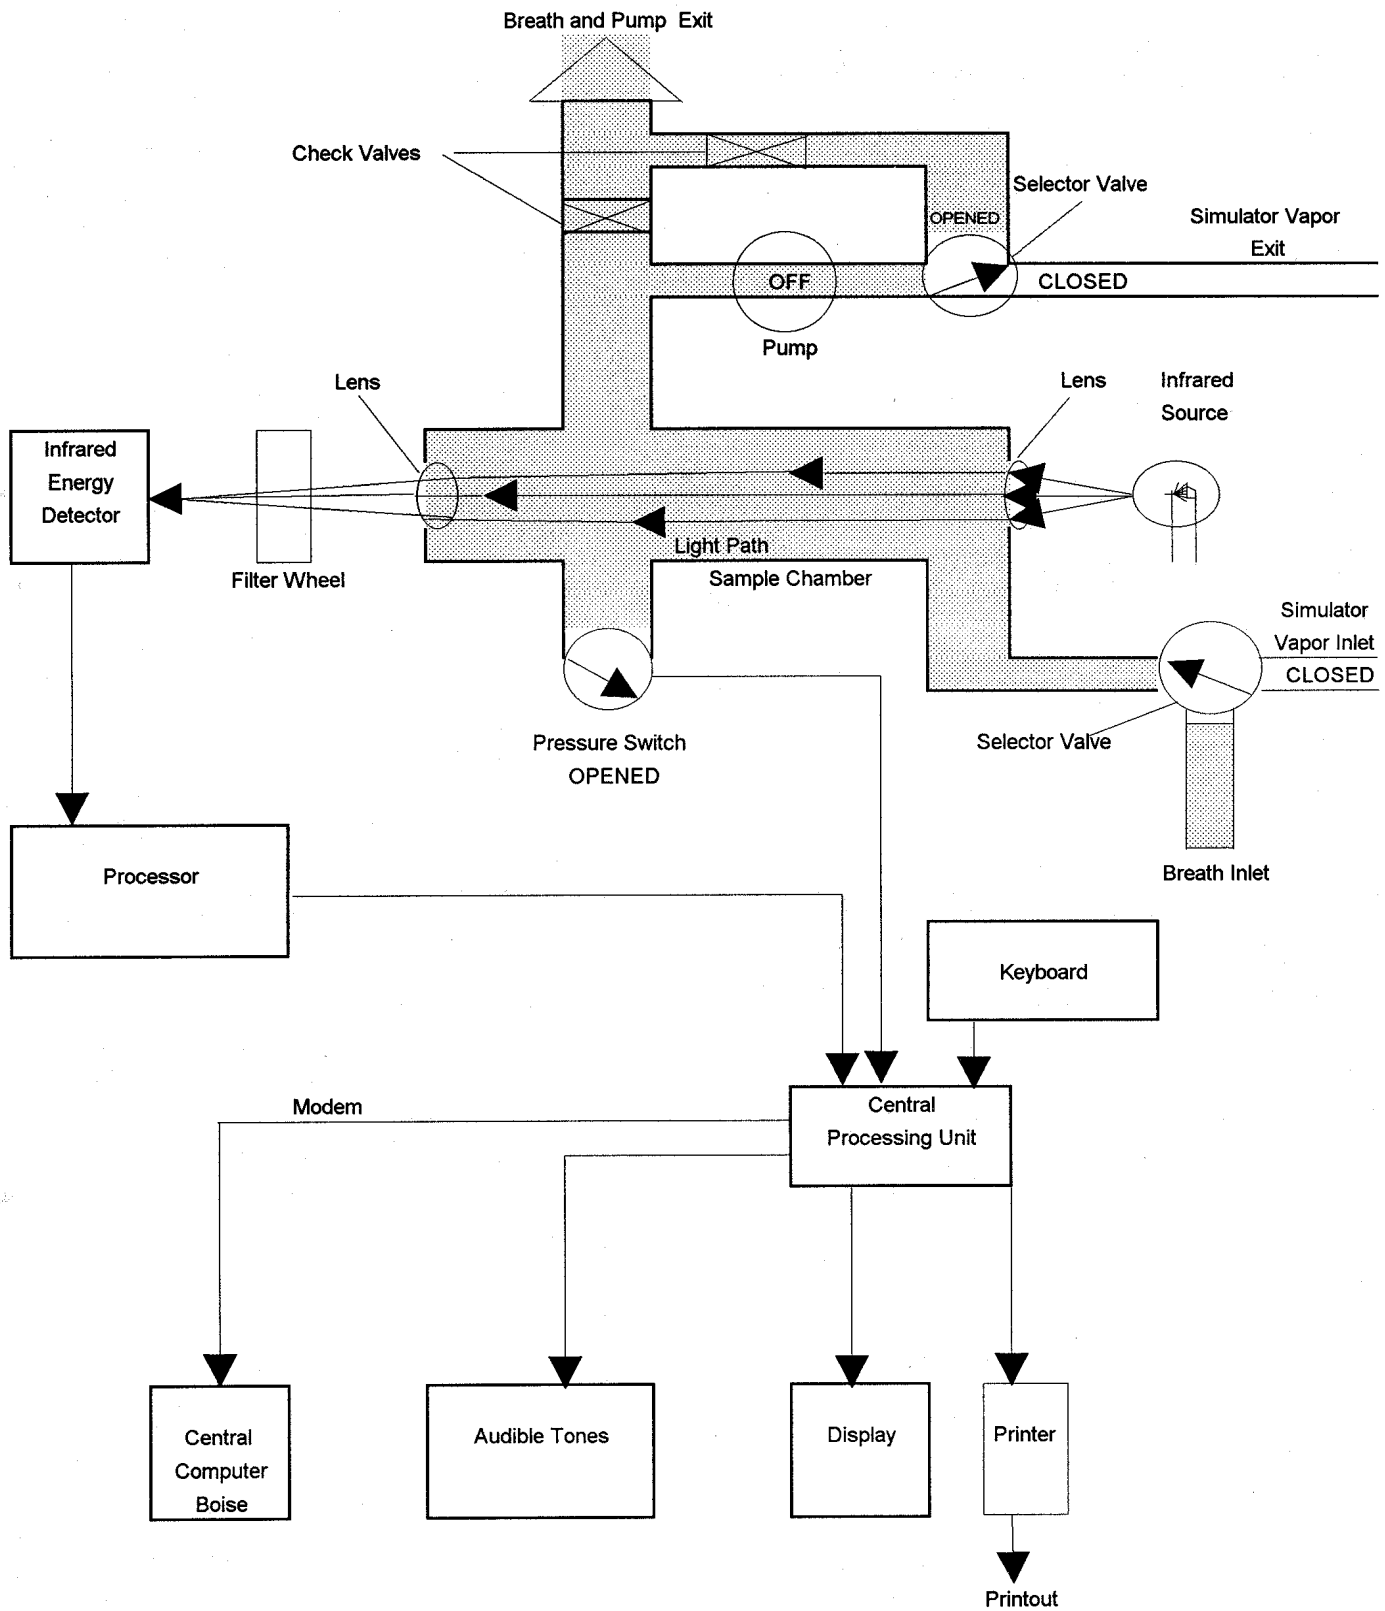 Breath and Pump Exit
Check Valves
Selector Valve
OPENED
Simulator Vapor
Exit
OFF
CLOSED
Pump
Lens
Lens
Infrared
Source
Infrared
Energy
Detector
Light Path
Filter Wheel
Sample Chamber
Simulator
Vapor Inlet
CLOSED
Pressure Switch
OPENED
Selector Valve
Processor
Breath Inlet
Keyboard
Modem
Central
Processing Unit
Central
Computer
Boise
Audible Tones
Display
Printer
Printout